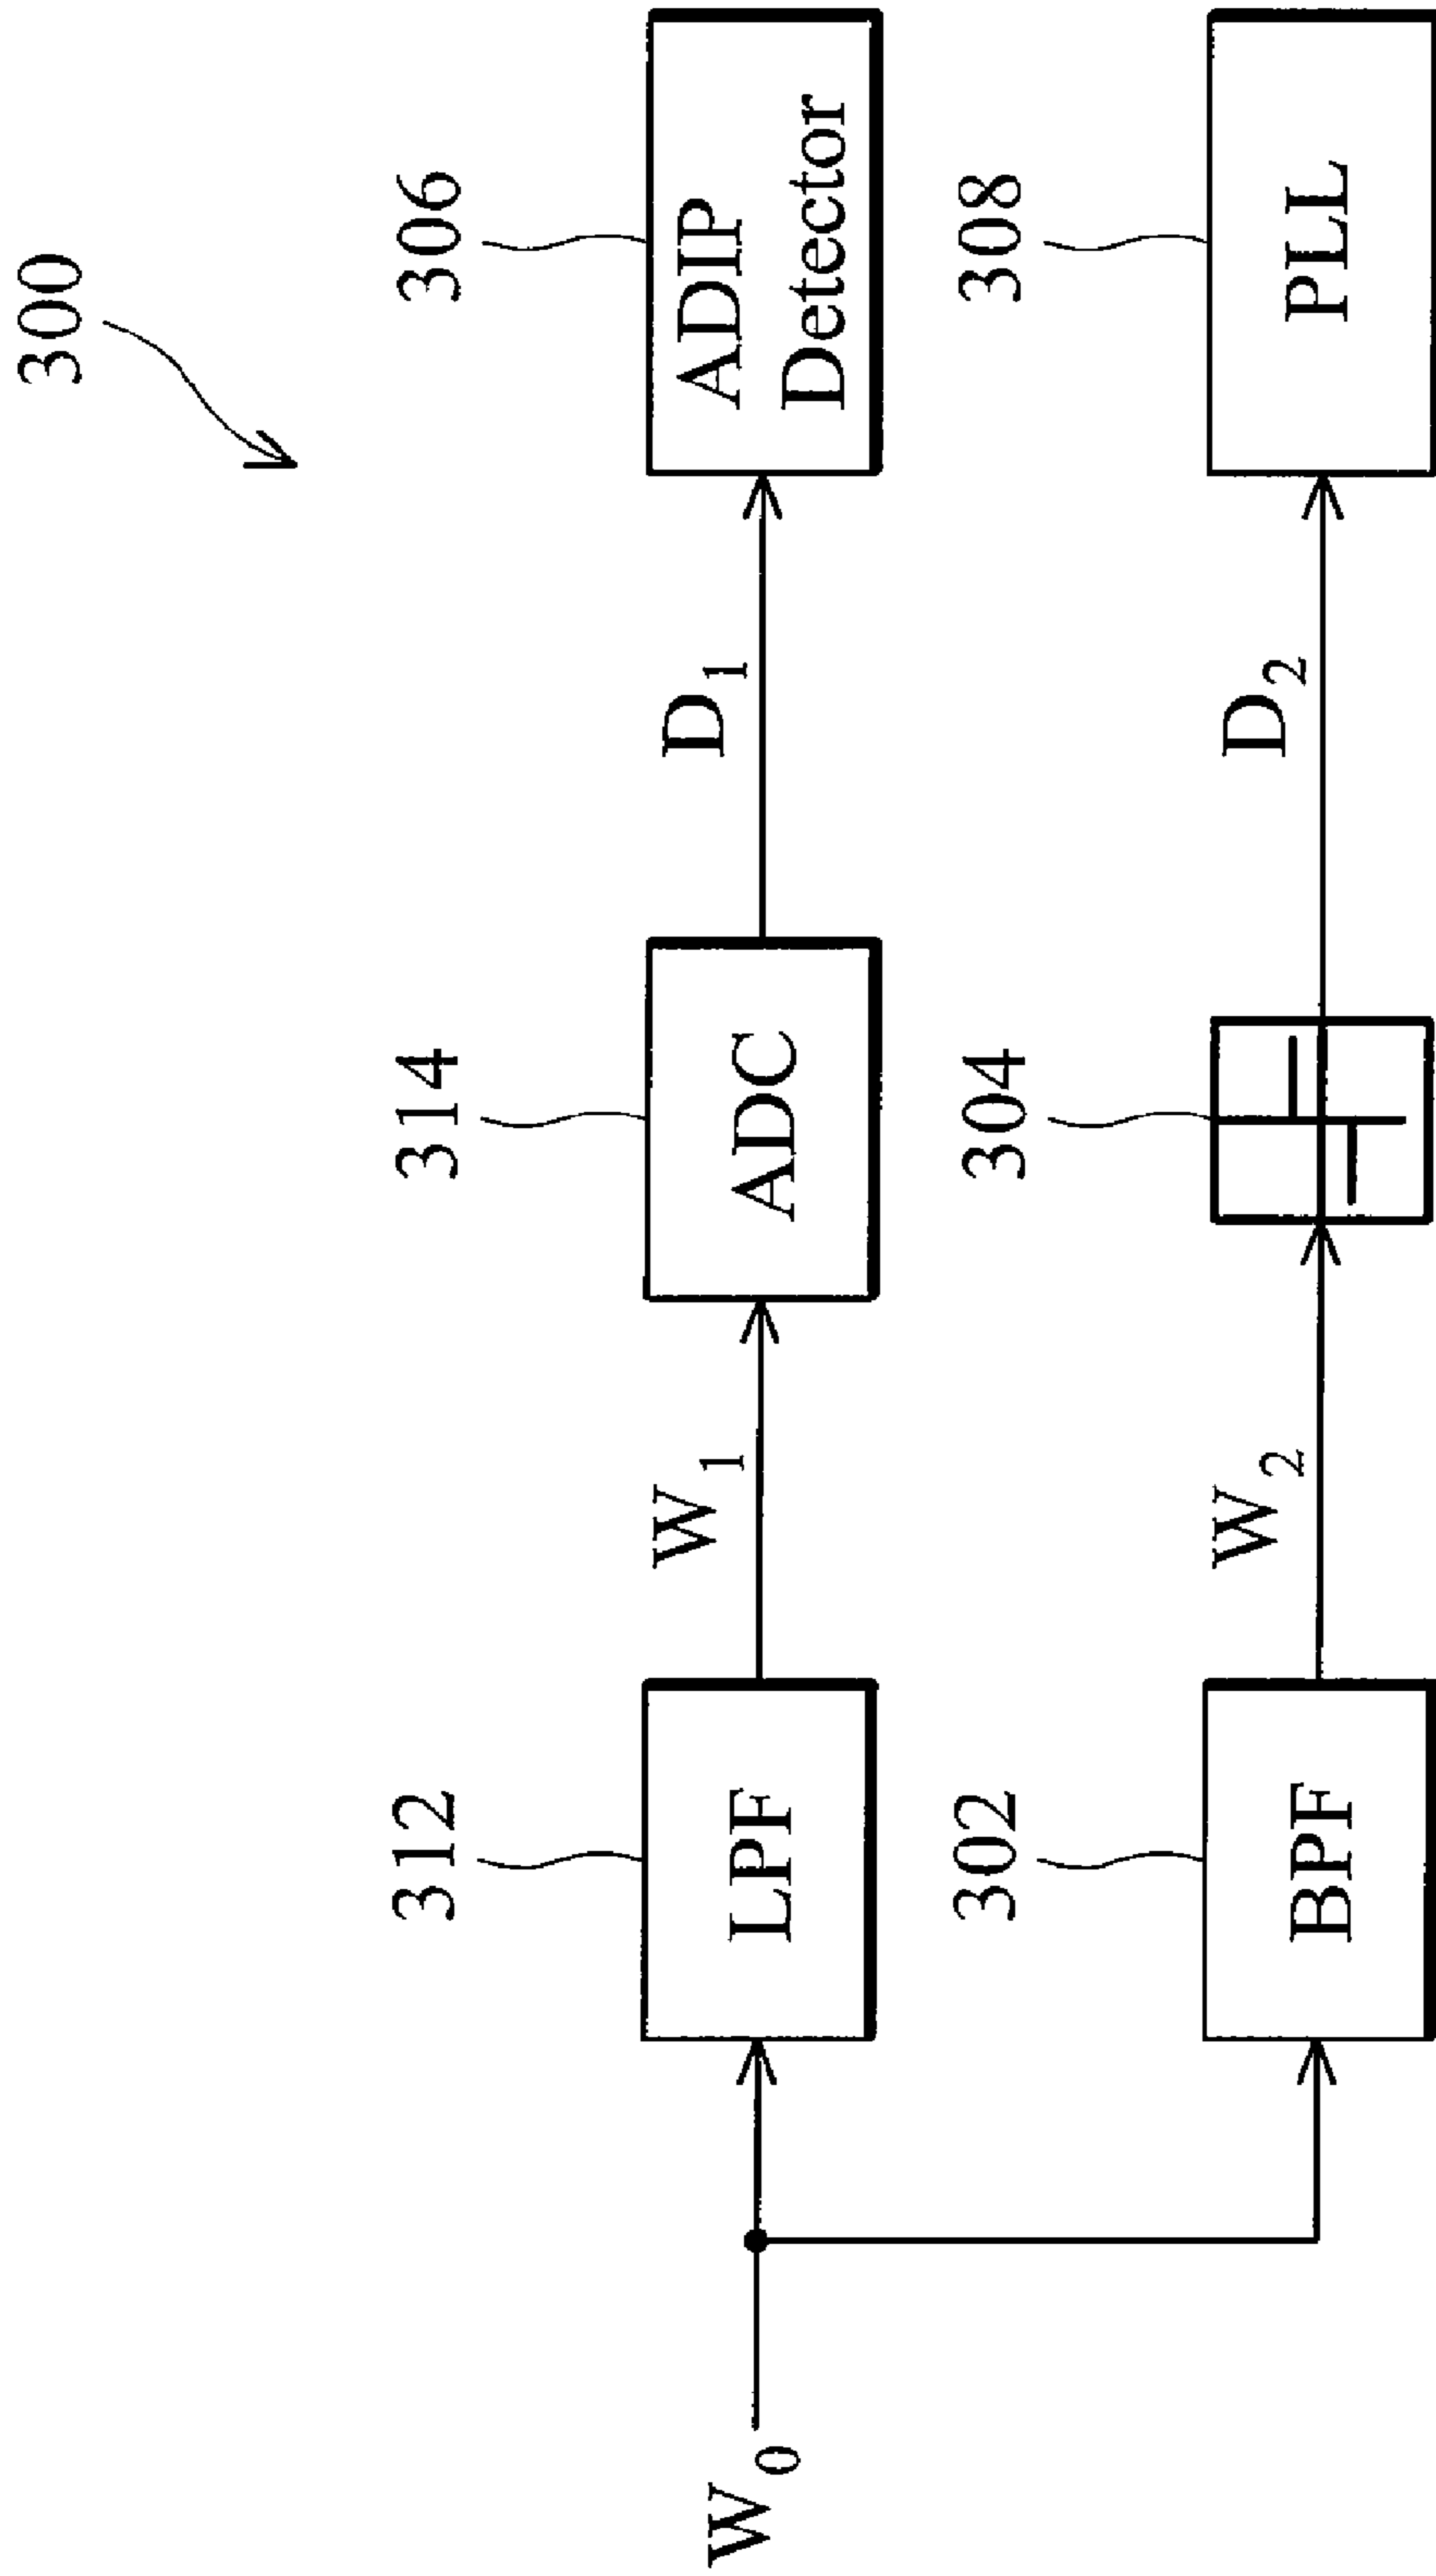 300
312
314
306
W0
LPF
W1
ADC
D1
ADIP
Detector
302
304
308
BPF
W2
D2
PLL